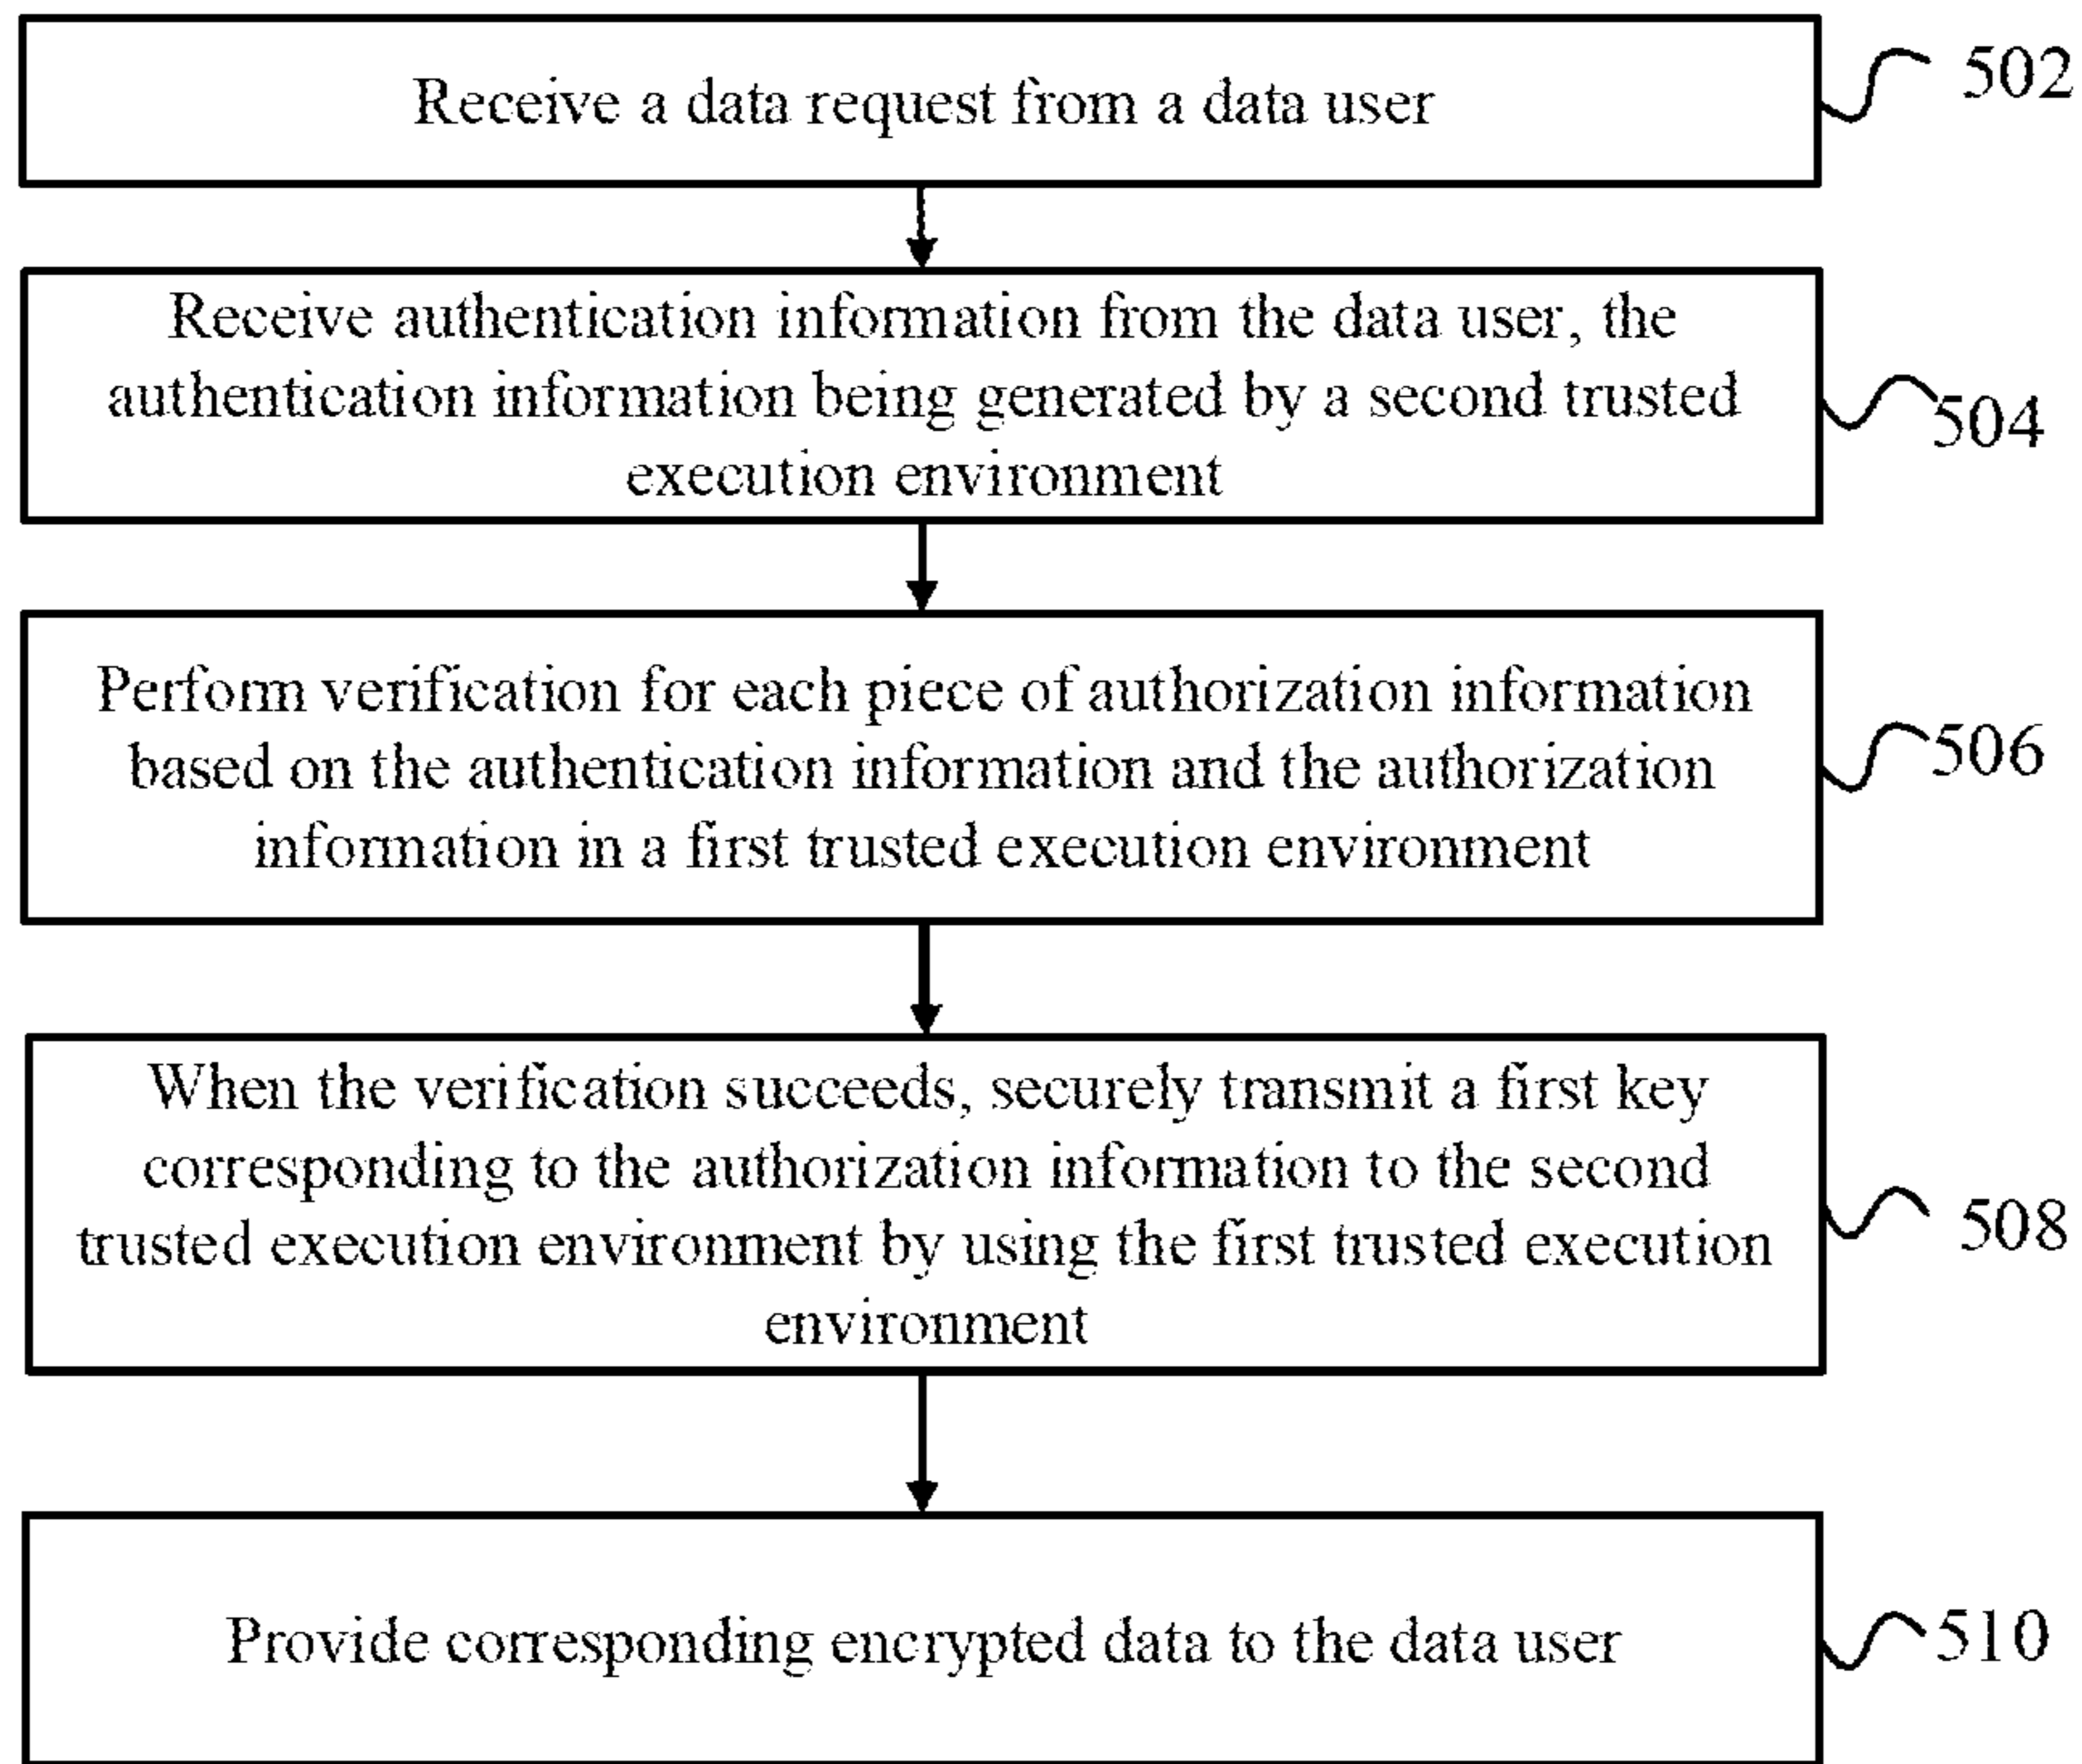 Receive a data request from a data user
502
Receive authentication information from the data user, the
authentication information being generated by a second trusted
execution environment
504
Perform verification for each piece of authorization information
based on the authentication information and the authorization
information in a first trusted execution environment
506
When the verification succeeds, securely transmit a first key
corresponding to the authorization information to the second
trusted execution environment by using the first trusted execution
environment
508
Provide corresponding encrypted data to the data user
510